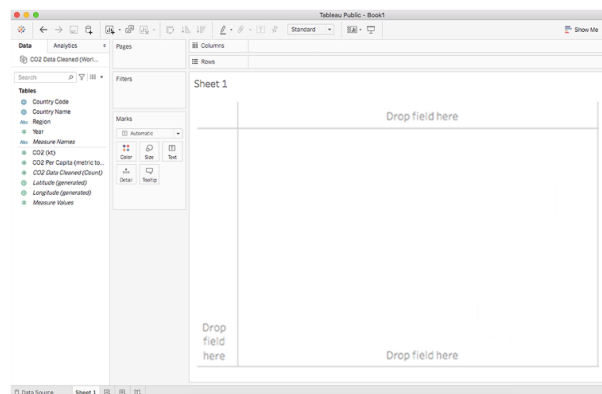 Tableau Public - Book1
Standard
Show Me
Data
Analytics
CO2 Data Cleaned (Worl...
Search
Tables
Country Code
Country Name
Abc Region
Year
Abc Measure Names
CO2 (kt)
CO2 Per Capita (metric to...
CO2 Data Cleaned (Count)
Latitude (generated)
Longitude (generated)
Measure Values
Pages
Filters
Marks
Automatic
Color
Size
Text
Detail
Tooltip
Columns
Rows
Sheet 1
Drop field here
Drop
field
here
Drop field here
Data Source
Sheet 1